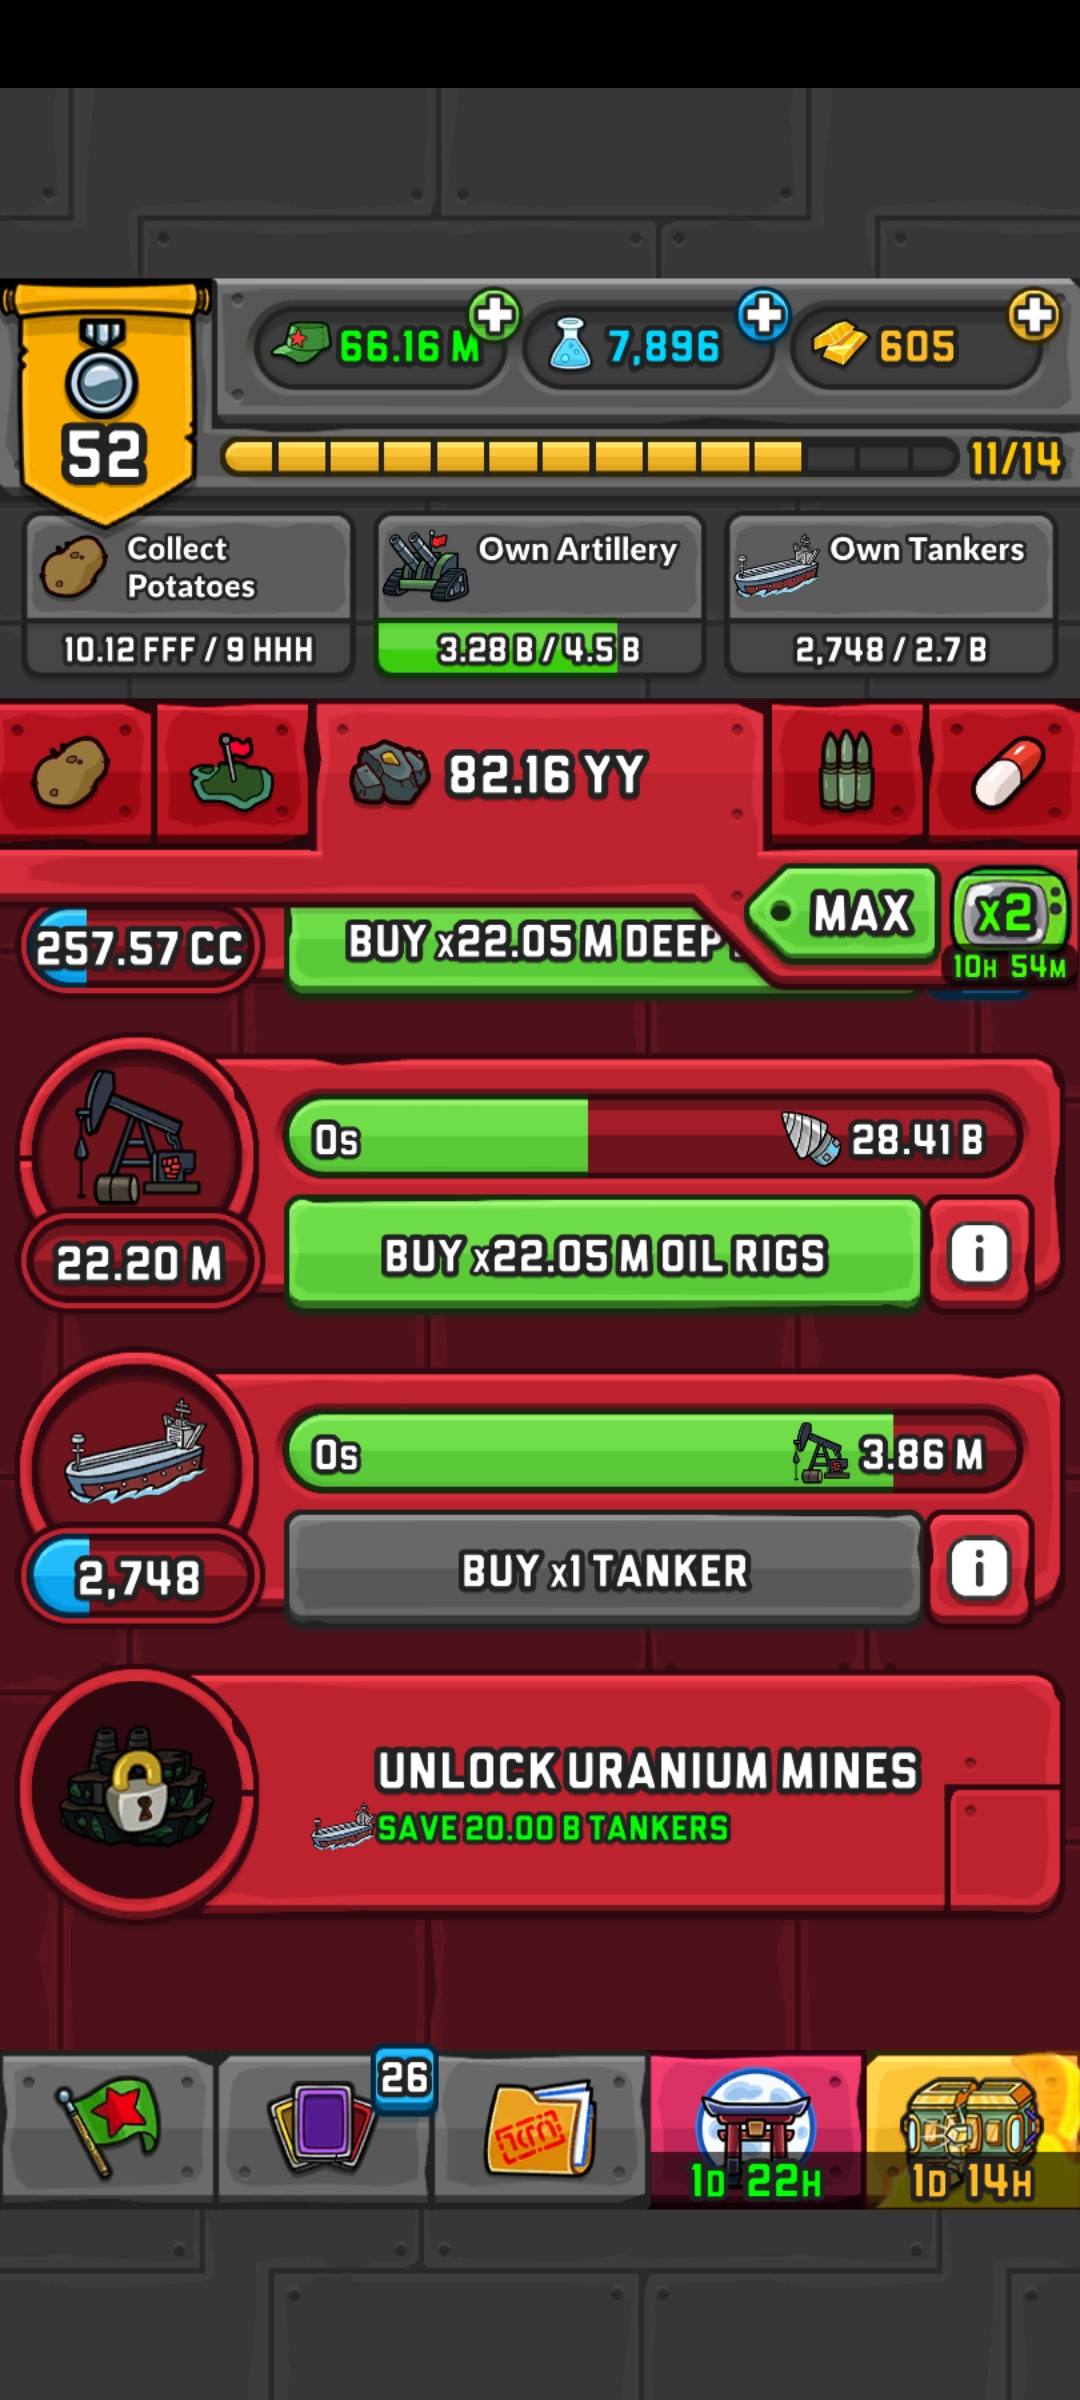 66.16 M
7,896
605
52
11/14
Collect
Potatoes
10.12 FFF / 9 HHH
Own Artillery
3.28 B / 4.5 B
Own Tankers
2,748 / 2.7 B
82.16 YY
MAX
x2
10H 54M
257.57 CC
BUY x22.05 M DEEP
0s
28.41 B
22.20 M
BUY x22.05 M OIL RIGS
i
0s
3.86 M
2,748
BUY x1 TANKER
i
UNLOCK URANIUM MINES
SAVE 20.00 B TANKERS
26
1D 22H
1D 14H